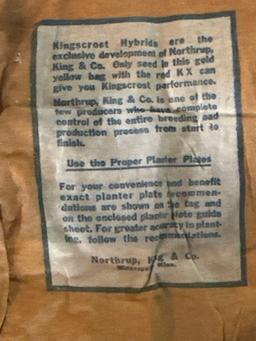 Kingscrost Hybrids are the
exclusive development of Northrup,
King & Co. Only seed in this gold
yellow bag with the red KX can
give you Kingscrost performance.
Northrup, King & Co. is one of the
few producers who have complete
control of the entire breeding and
production process from start to
finish.
Use the Proper Planter Plates
For your convenience and benefit
exact planter plate recommen-
dations are shown on the tag and
on the enclosed planter plate guide
sheet. For greater accuracy in plant-
ing, follow the recommendations.
Northrup, King & Co.
Minneapolis, Minn.